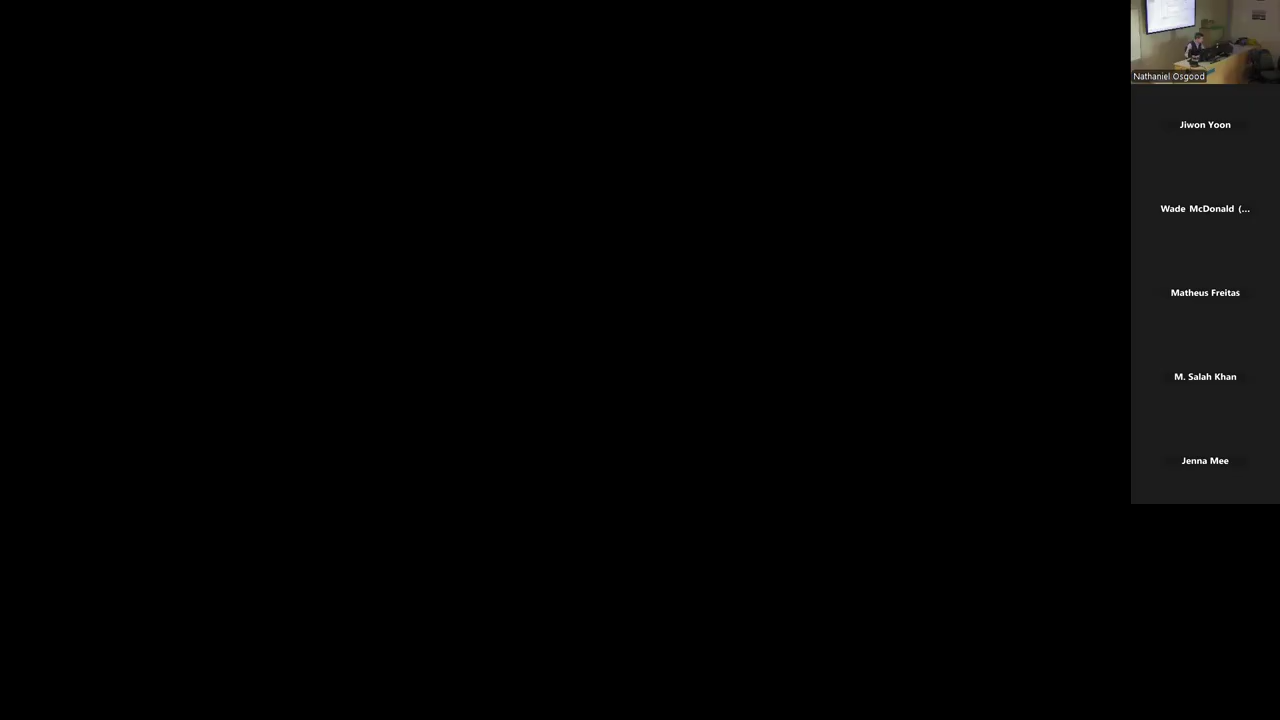 Nathaniel Osgood
Jiwon Yoon
Wade McDonald (...
Matheus Freitas
M. Salah Khan
Jenna Mee